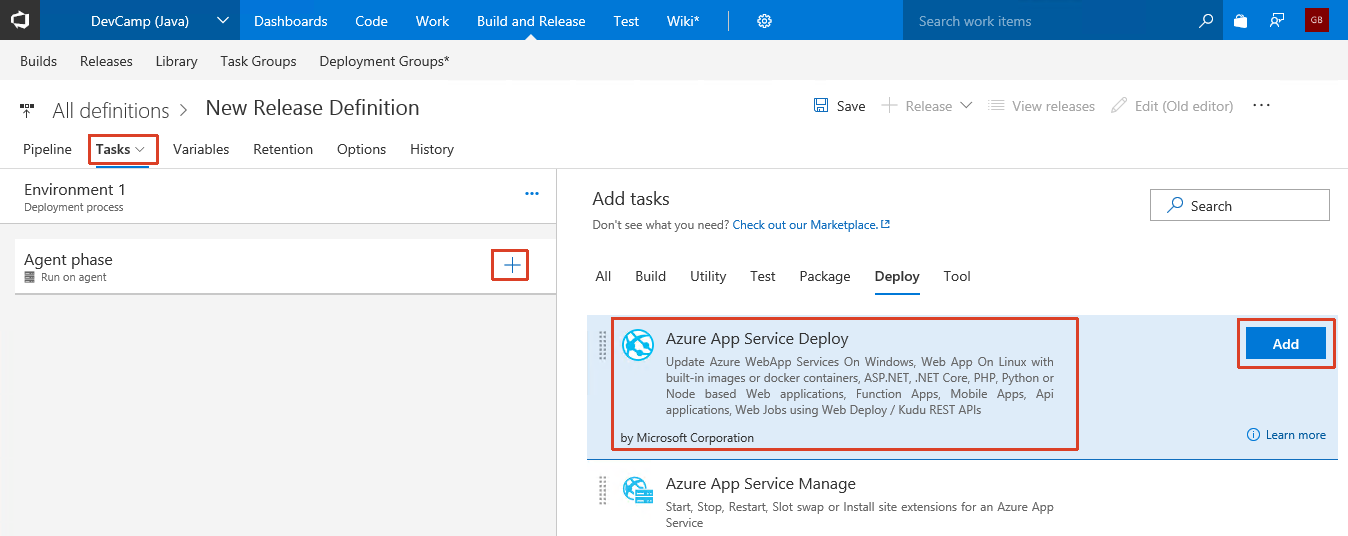 DevCamp (Java) Dashboards Code Work Build and Release Test Wiki* Search work items GB
Builds Releases Library Task Groups Deployment Groups*
All definitions > New Release Definition
Save Release View releases Edit (Old editor) ...
Pipeline Tasks Variables Retention Options History
Environment 1 ...
Deployment process
Agent phase
Run on agent
Add tasks
Search
Don't see what you need? Check out our Marketplace.
All Build Utility Test Package Deploy Tool
Azure App Service Deploy
Add
Update Azure WebApp Services On Windows, Web App On Linux with
built-in images or docker containers, ASP.NET, .NET Core, PHP, Python or
Node based Web applications, Function Apps, Mobile Apps, Api
applications, Web Jobs using Web Deploy / Kudu REST APIs
by Microsoft Corporation
Learn more
Azure App Service Manage
Start, Stop, Restart, Slot swap or Install site extensions for an Azure App
Service